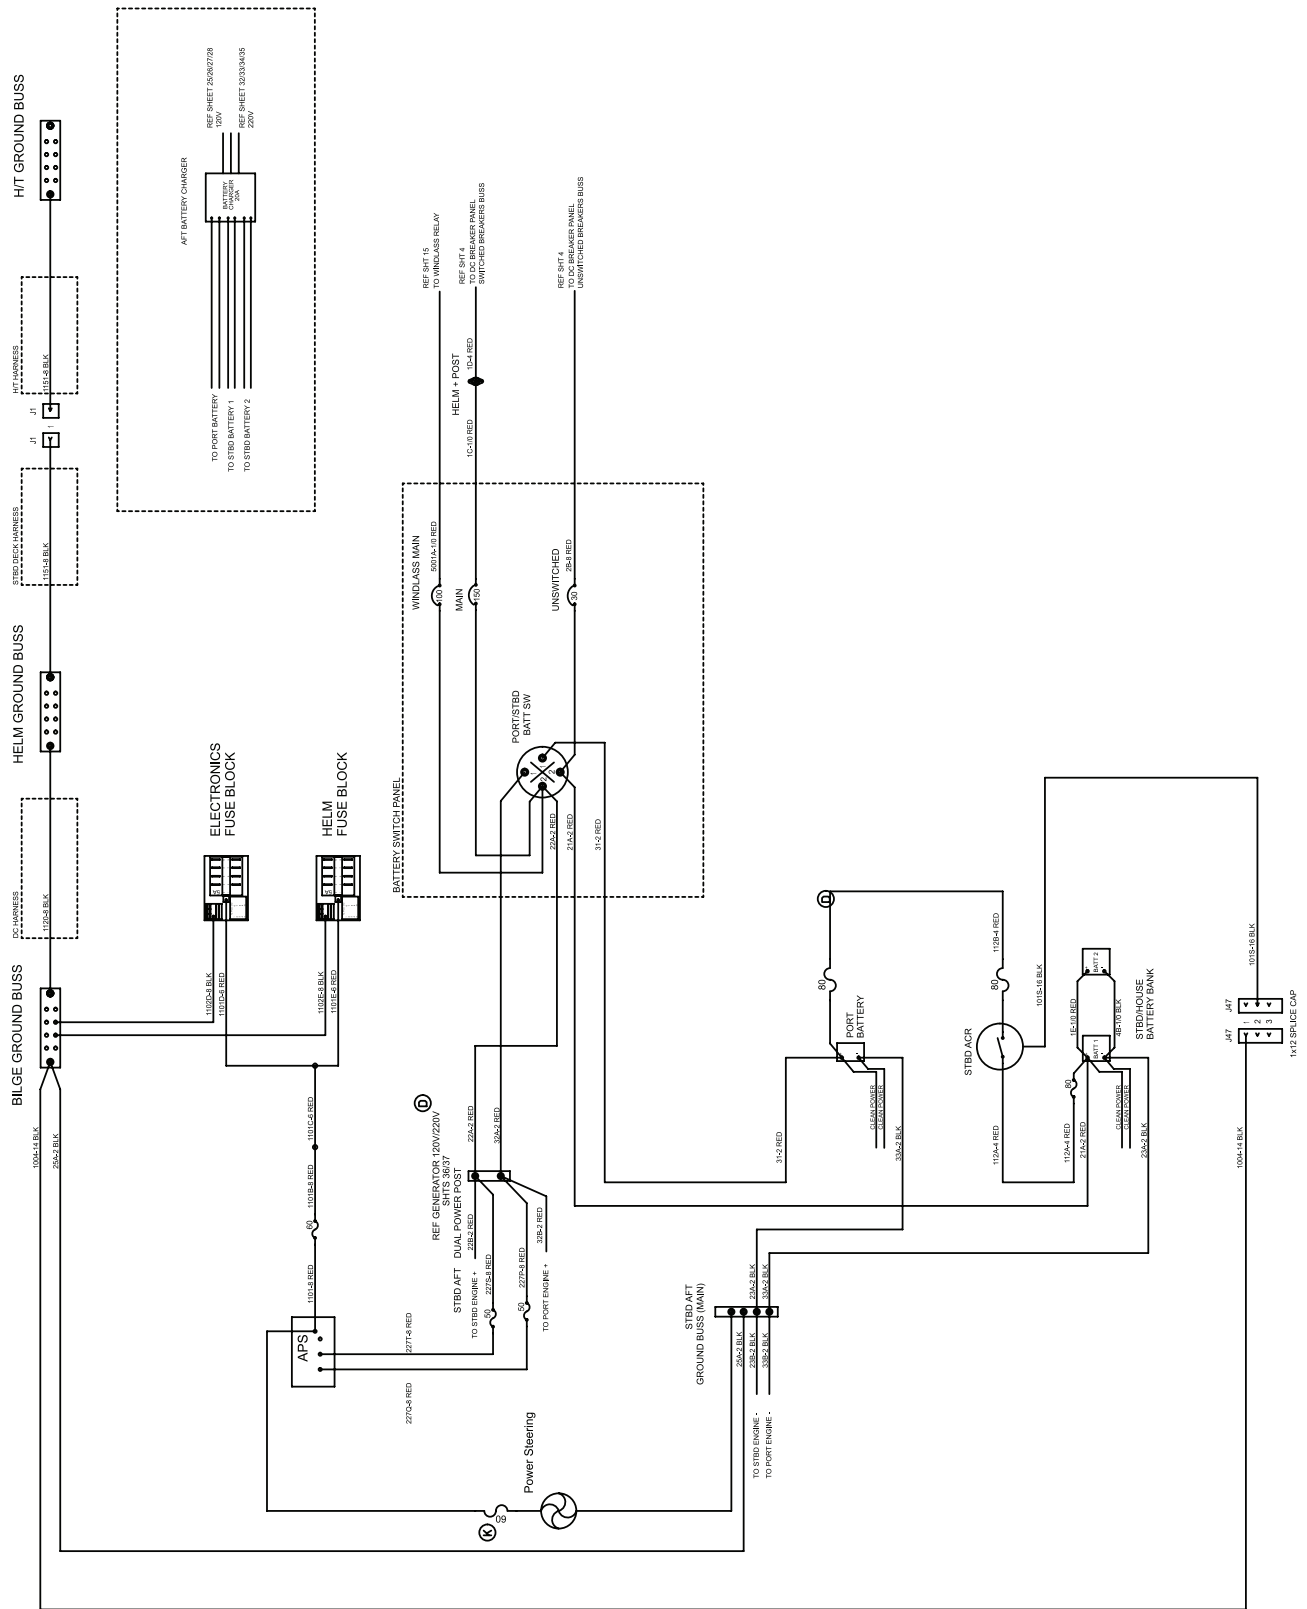 H/T GROUND BUSS
H/T HARNESS
1151-8 BLK
J1
1
J1
STBD DECK HARNESS
1151-8 BLK
HELM GROUND BUSS
DC HARNESS
1120-8 BLK
BILGE GROUND BUSS
1004-14 BLK
25A-2 BLK
AFT BATTERY CHARGER
REF SHEET 25/26/27/28
120V
REF SHEET 32/33/34/35
220V
BATTERY
CHARGER
20A
TO PORT BATTERY
TO STBD BATTERY 1
TO STBD BATTERY 2
ELECTRONICS
FUSE BLOCK
HELM
FUSE BLOCK
1102D-8 BLK
1101D-6 RED
1102E-8 BLK
1101E-6 RED
1101C-6 RED
1101B-8 RED
60
1101-8 RED
APS
227T-8 RED
227Q-8 RED
REF SHT 15
TO WINDLASS RELAY
REF SHT 4
TO DC BREAKER PANEL
SWITCHED BREAKERS BUSS
REF SHT 4
TO DC BREAKER PANEL
UNSWITCHED BREAKERS BUSS
HELM + POST
1D-4 RED
1C-1/0 RED
WINDLASS MAIN
5001A-1/0 RED
100
MAIN
150
UNSWITCHED
2B-8 RED
30
PORT/STBD
BATT SW
1
1
2
2
BATTERY SWITCH PANEL
22A-2 RED
21A-2 RED
31-2 RED
D
REF GENERATOR 120V/220V
SHTS 36/37
STBD AFT DUAL POWER POST
22A-2 RED
32A-2 RED
22B-2 RED
TO STBD ENGINE +
227S-8 RED
50
227P-8 RED
50
32B-2 RED
TO PORT ENGINE +
Power Steering
60
K
STBD AFT
GROUND BUSS (MAIN)
23A-2 BLK
33A-2 BLK
25A-2 BLK
23B-2 BLK
33B-2 BLK
TO STBD ENGINE -
TO PORT ENGINE -
D
80
PORT
BATTERY
CLEAN POWER
CLEAN POWER
31-2 RED
33A-2 BLK
112B-4 RED
80
STBD ACR
101S-16 BLK
112A-4 RED
112A-4 RED
80
21A-2 RED
1E-1/0 RED
4B-1/0 BLK
BATT 2
BATT 1
STBD/HOUSE
BATTERY BANK
CLEAN POWER
CLEAN POWER
23A-2 BLK
101S-16 BLK
J47
1
2
3
J47
1x12 SPLICE CAP
1004-14 BLK